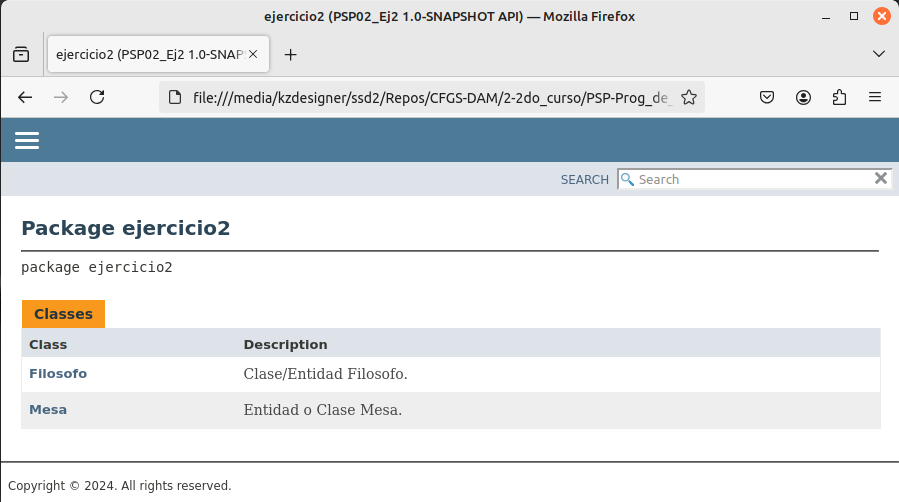 ejercicio2 (PSP02_Ej2 1.0-SNAPSHOT API) — Mozilla Firefox
ejercicio2 (PSP02_Ej2 1.0-SNAP
file:///media/kzdesigner/ssd2/Repos/CFGS-DAM/2-2do_curso/PSP-Prog_de_
SEARCH Search
Package ejercicio2
package ejercicio2
Classes
Class Description
Filosofo Clase/Entidad Filosofo.
Mesa Entidad o Clase Mesa.
Copyright © 2024. All rights reserved.